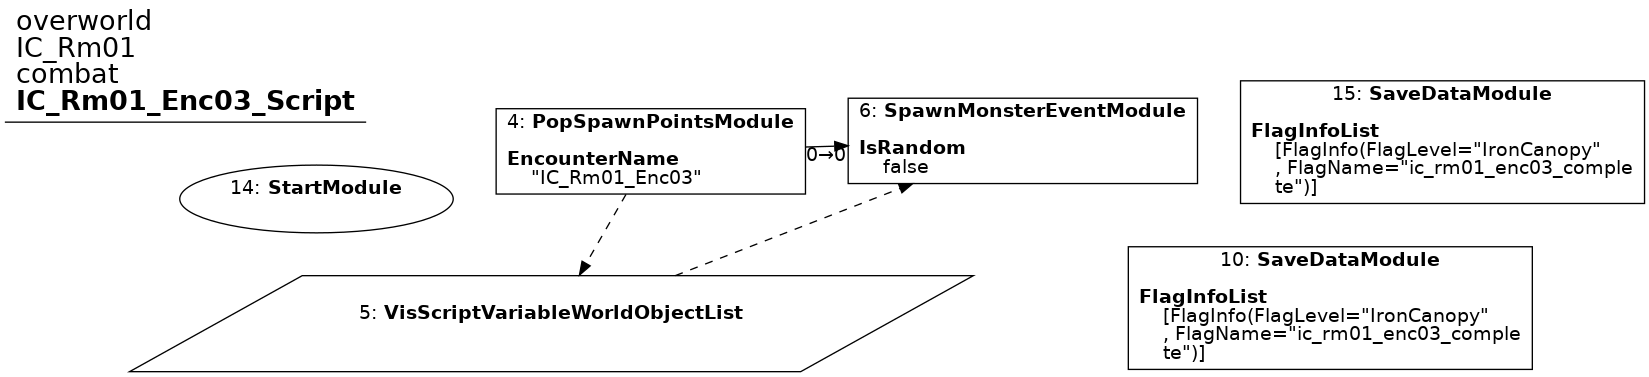 overworld
IC_Rm01
combat
IC_Rm01_Enc03_Script
4: PopSpawnPointsModule
EncounterName
"IC_Rm01_Enc03"
0→0
6: SpawnMonsterEventModule
IsRandom
false
15: SaveDataModule
FlagInfoList
[FlagInfo(FlagLevel="IronCanopy"
, FlagName="ic_rm01_enc03_comple
te")]
14: StartModule
5: VisScriptVariableWorldObjectList
10: SaveDataModule
FlagInfoList
[FlagInfo(FlagLevel="IronCanopy"
, FlagName="ic_rm01_enc03_comple
te")]